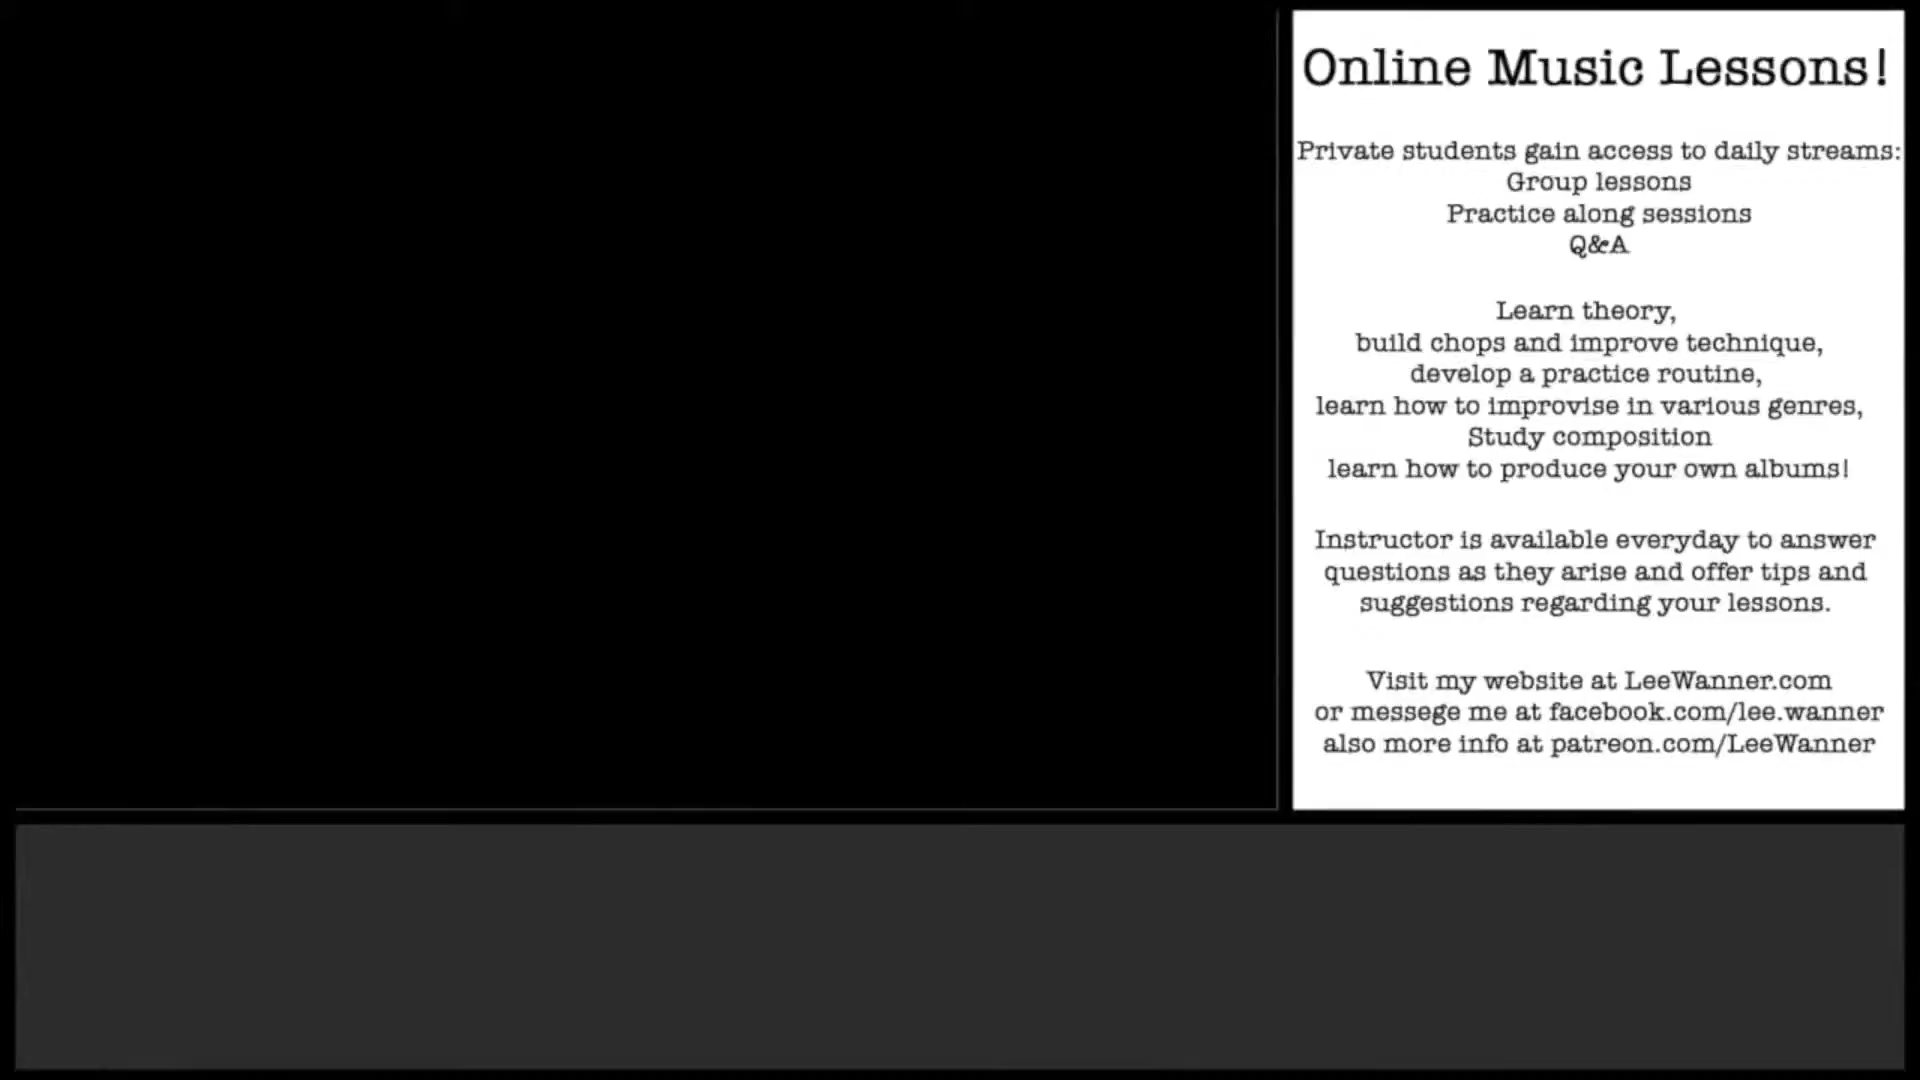 Online Music Lessons!
Private students gain access to daily streams:
Group lessons
Practice along sessions
Q&A
Learn theory,
build chops and improve technique,
develop a practice routine,
learn how to improvise in various genres,
Study composition
learn how to produce your own albums!
Instructor is available everyday to answer
questions as they arise and offer tips and
suggestions regarding your lessons.
Visit my website at LeeWanner.com
or messege me at facebook.com/lee.wanner
also more info at patreon.com/LeeWanner